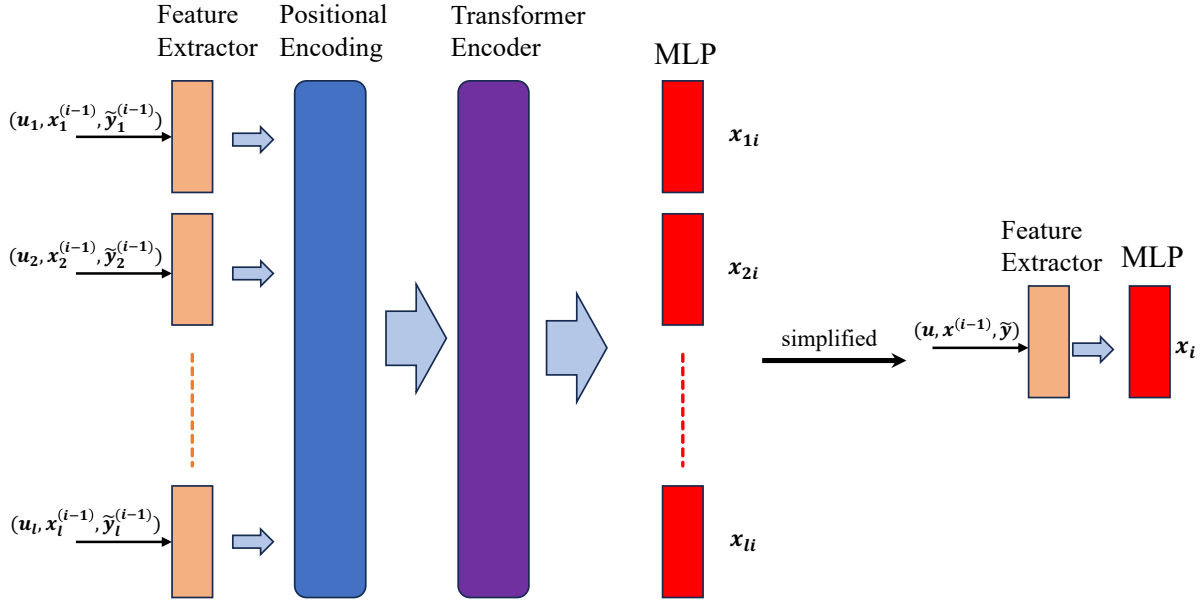 Feature
Extractor
Positional
Encoding
Transformer
Encoder
MLP
(u₁, x₁⁽ⁱ⁻¹⁾, ỹ₁⁽ⁱ⁻¹⁾)
x₁ᵢ
(u₂, x₂⁽ⁱ⁻¹⁾, ỹ₂⁽ⁱ⁻¹⁾)
x₂ᵢ
(uₗ, xₗ⁽ⁱ⁻¹⁾, ỹₗ⁽ⁱ⁻¹⁾)
xₗᵢ
simplified
Feature
Extractor
MLP
(u, x⁽ⁱ⁻¹⁾, ỹ)
xᵢ